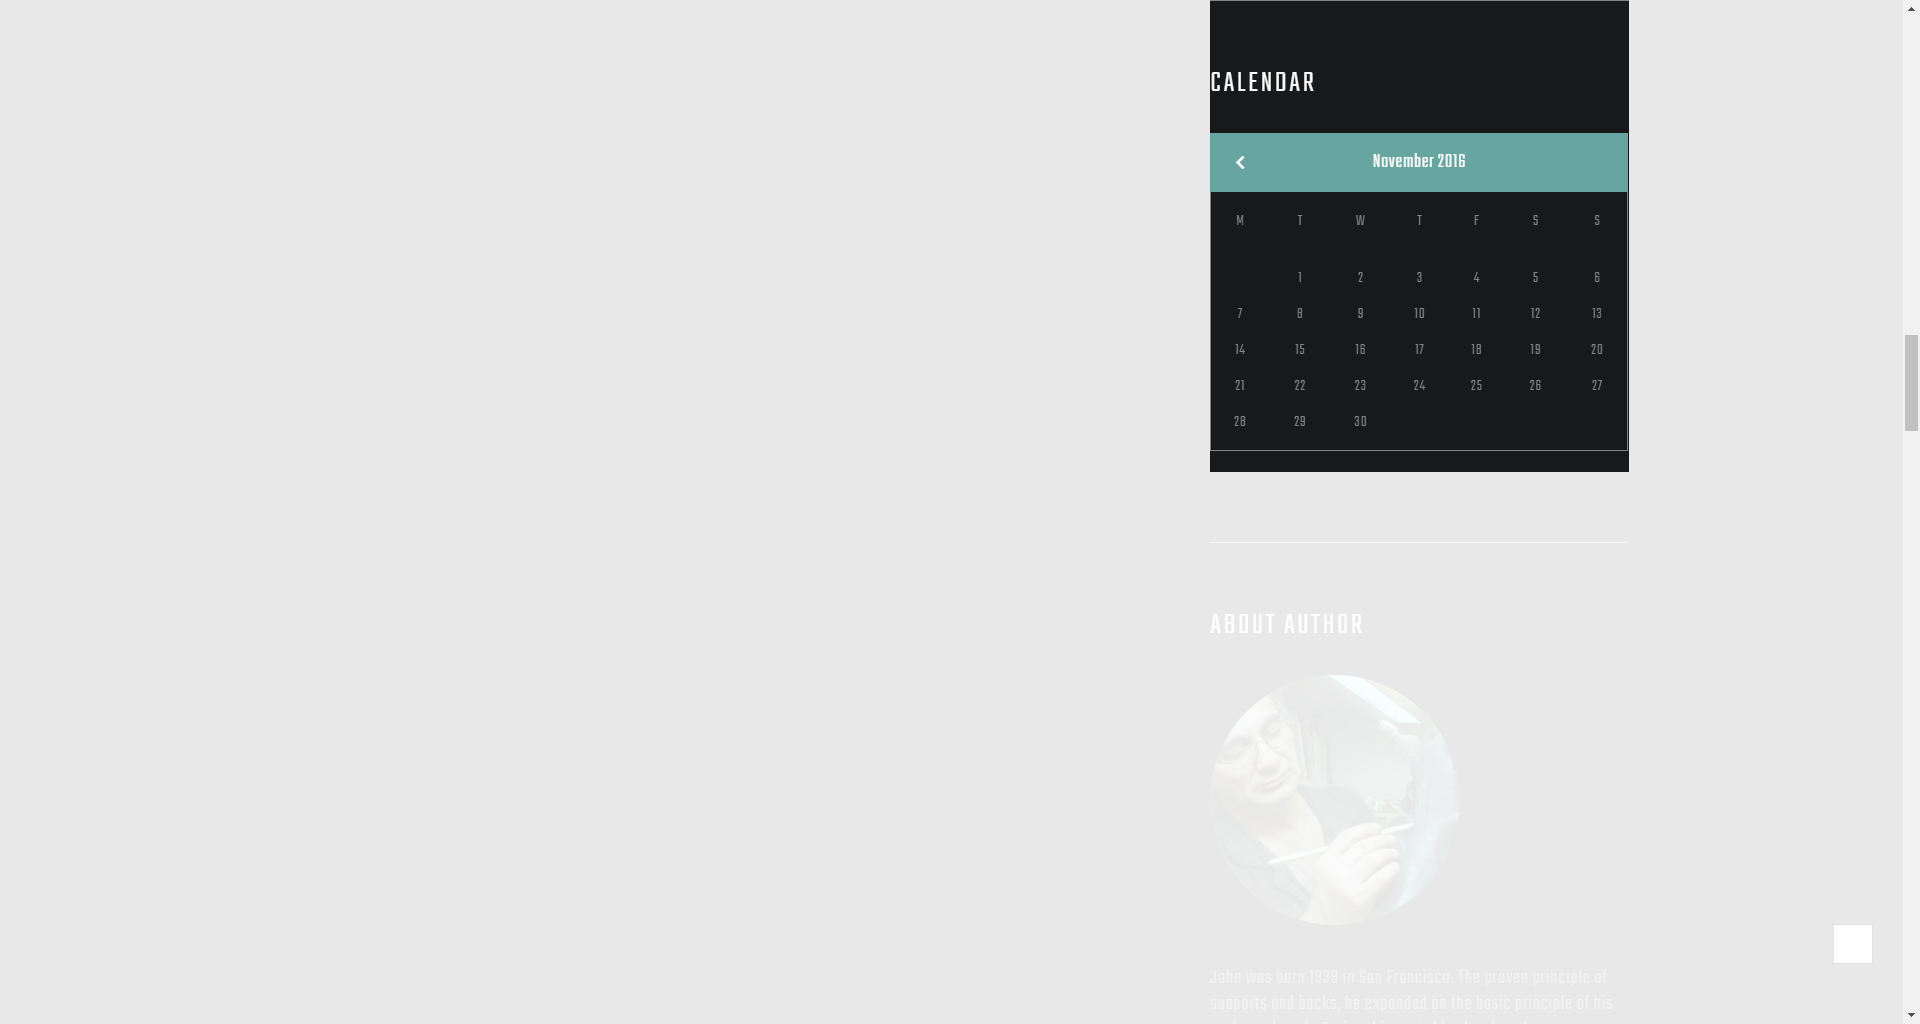 CALENDAR
November 2016
M T W T F S S
1 2 3 4 5 6
7 8 9 10 11 12 13
14 15 16 17 18 19 20
21 22 23 24 25 26 27
28 29 30
ABOUT AUTHOR
John was born 1939 in San Francisco. The proven principle of
supports and backs, he expanded on the basic principle of his